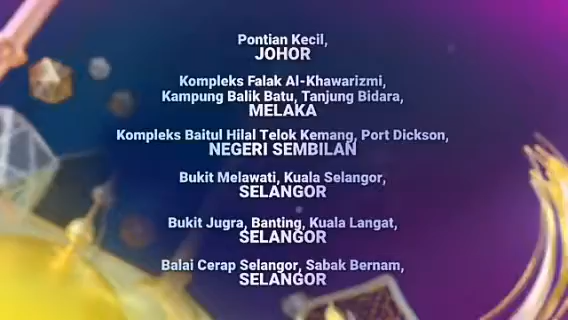 Pontian Kecil,
JOHOR
Kompleks Falak Al-Khawarizmi,
Kampung Balik Batu, Tanjung Bidara,
MELAKA
Kompleks Baitul Hilal Telok Kemang, Port Dickson,
NEGERI SEMBILAN
Bukit Melawati, Kuala Selangor,
SELANGOR
Bukit Jugra, Banting, Kuala Langat,
SELANGOR
Balai Cerap Selangor, Sabak Bernam,
SELANGOR